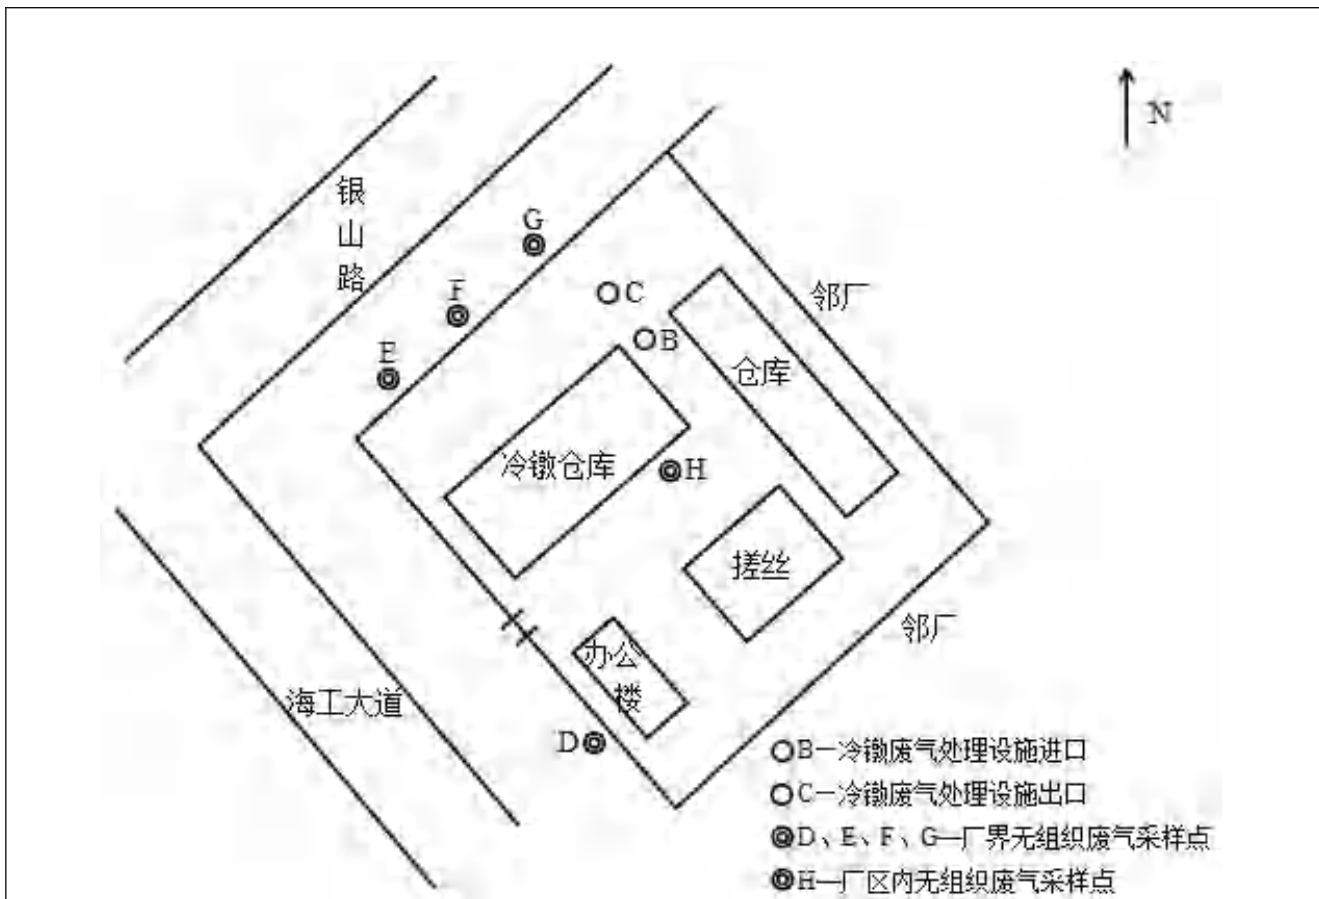 N
银山路
G
F
E
C
B
邻厂
仓库
冷镦仓库
H
搓丝
邻厂
办公楼
海工大道
D
B—冷镦废气处理设施进口
C—冷镦废气处理设施出口
D、E、F、G—厂界无组织废气采样点
H—厂区内无组织废气采样点